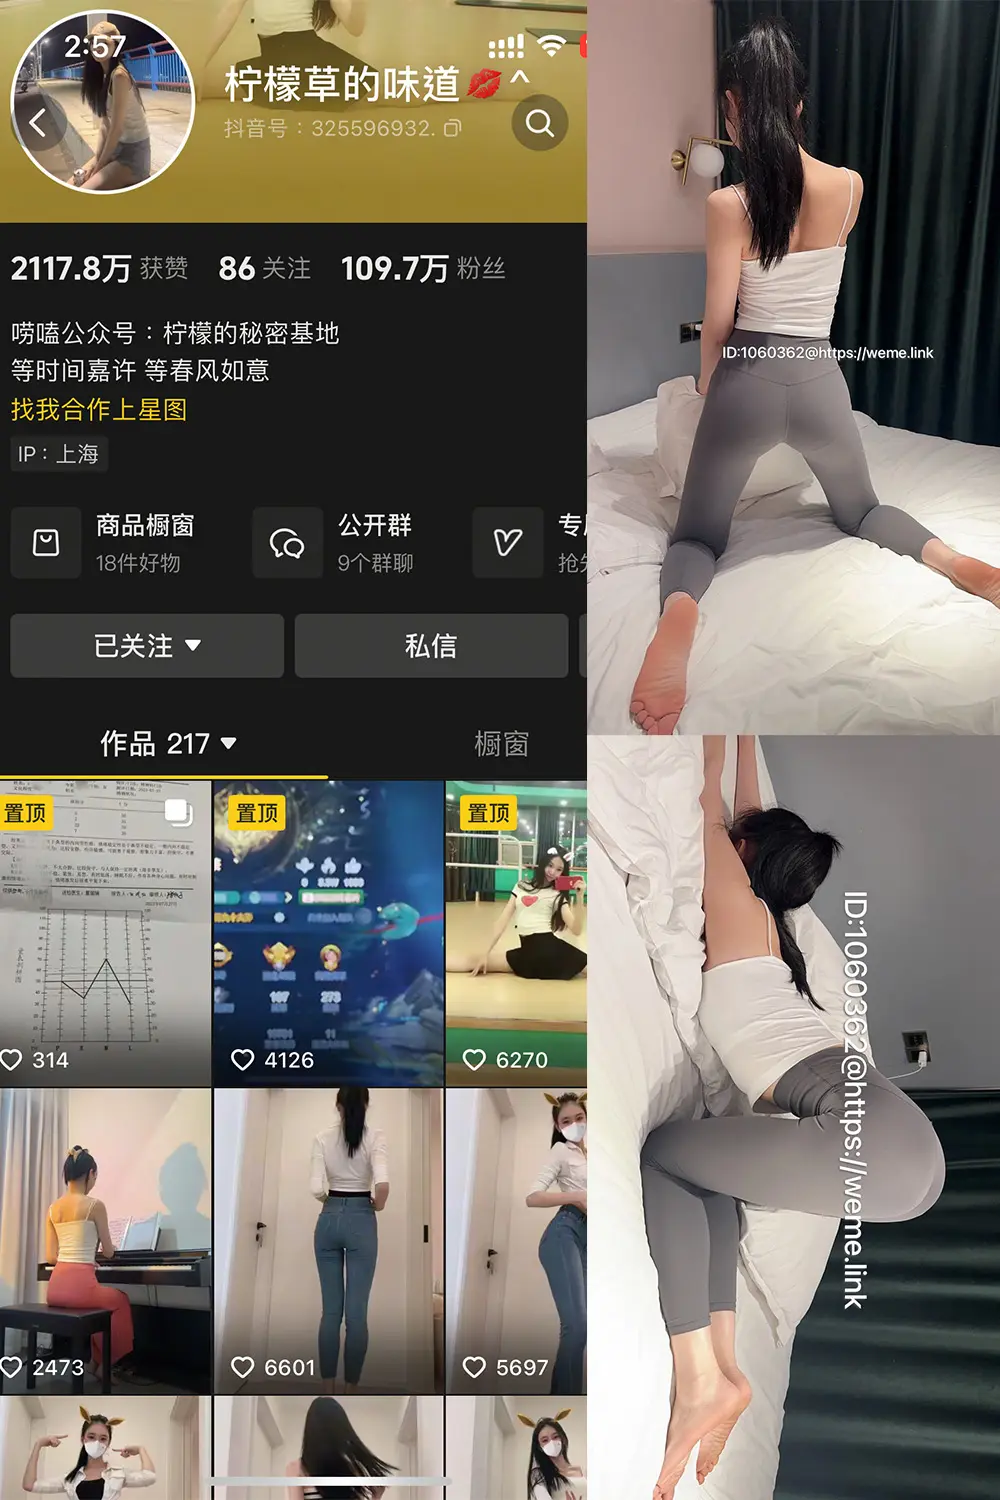 2:57
柠檬草的味道💋^
抖音号：325596932.
2117.8万 获赞 86 关注 109.7万 粉丝
唠嗑公众号：柠檬的秘密基地
等时间嘉许 等春风如意
找我合作上星图
IP：上海
商品橱窗
18件好物
公开群
9个群聊
已关注
私信
作品 217
橱窗
置顶
置顶
置顶
314
4126
6270
2473
6601
5697
ID:1060362@https://weme.link
ID:1060362@https://weme.link